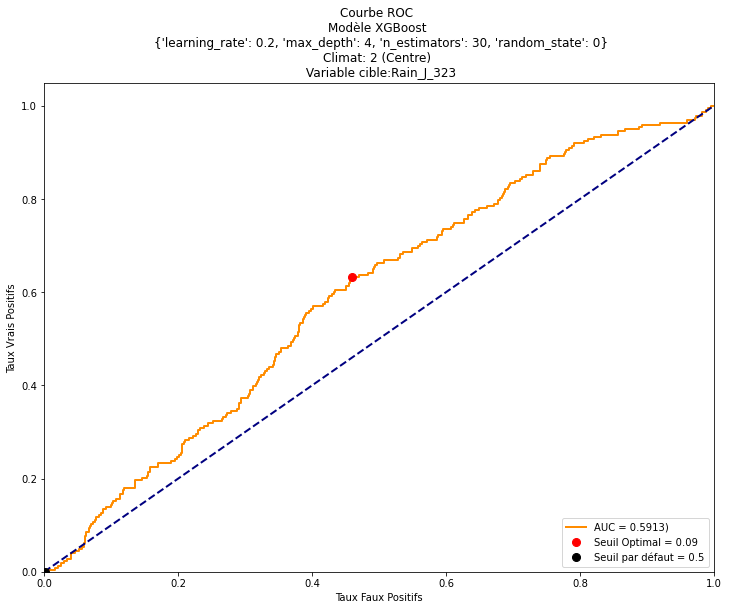 Courbe ROC
Modèle XGBoost
{'learning_rate': 0.2, 'max_depth': 4, 'n_estimators': 30, 'random_state': 0}
Climat: 2 (Centre)
Variable cible:Rain_J_323
1.0
0.8
0.6
0.4
0.2
0.0
Taux Vrais Positifs
AUC = 0.5913)
Seuil Optimal = 0.09
Seuil par défaut = 0.5
0.0 0.2 0.4 0.6 0.8 1.0
Taux Faux Positifs